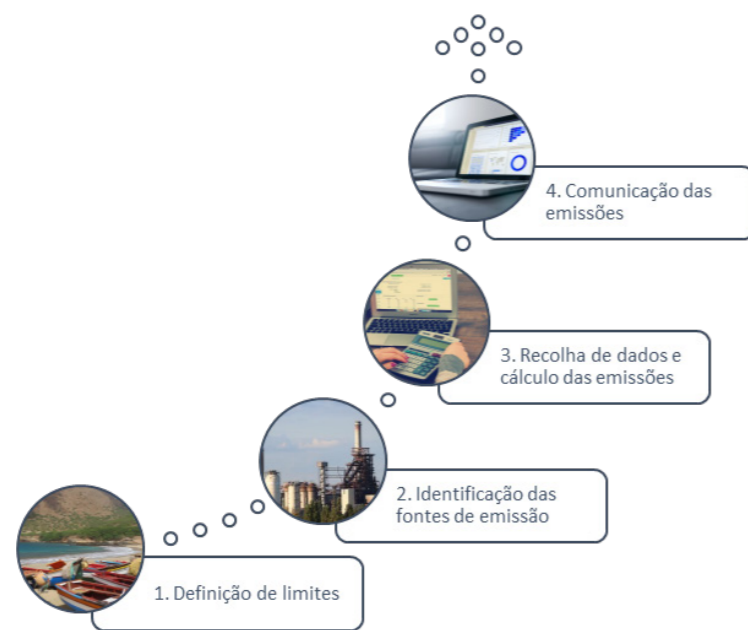 4. Comunicação das
emissões
3. Recolha de dados e
cálculo das emissões
2. Identificação das
fontes de emissão
1. Definição de limites